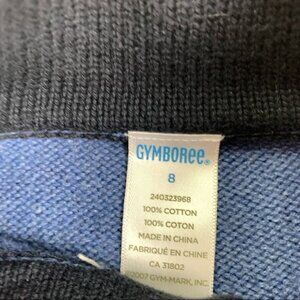 GYMBOREE®
8
240323968
100% COTTON
100% COTON
MADE IN CHINA
FABRIQUÉ EN CHINE
CA 31802
©2007 GYM-MARK, INC.